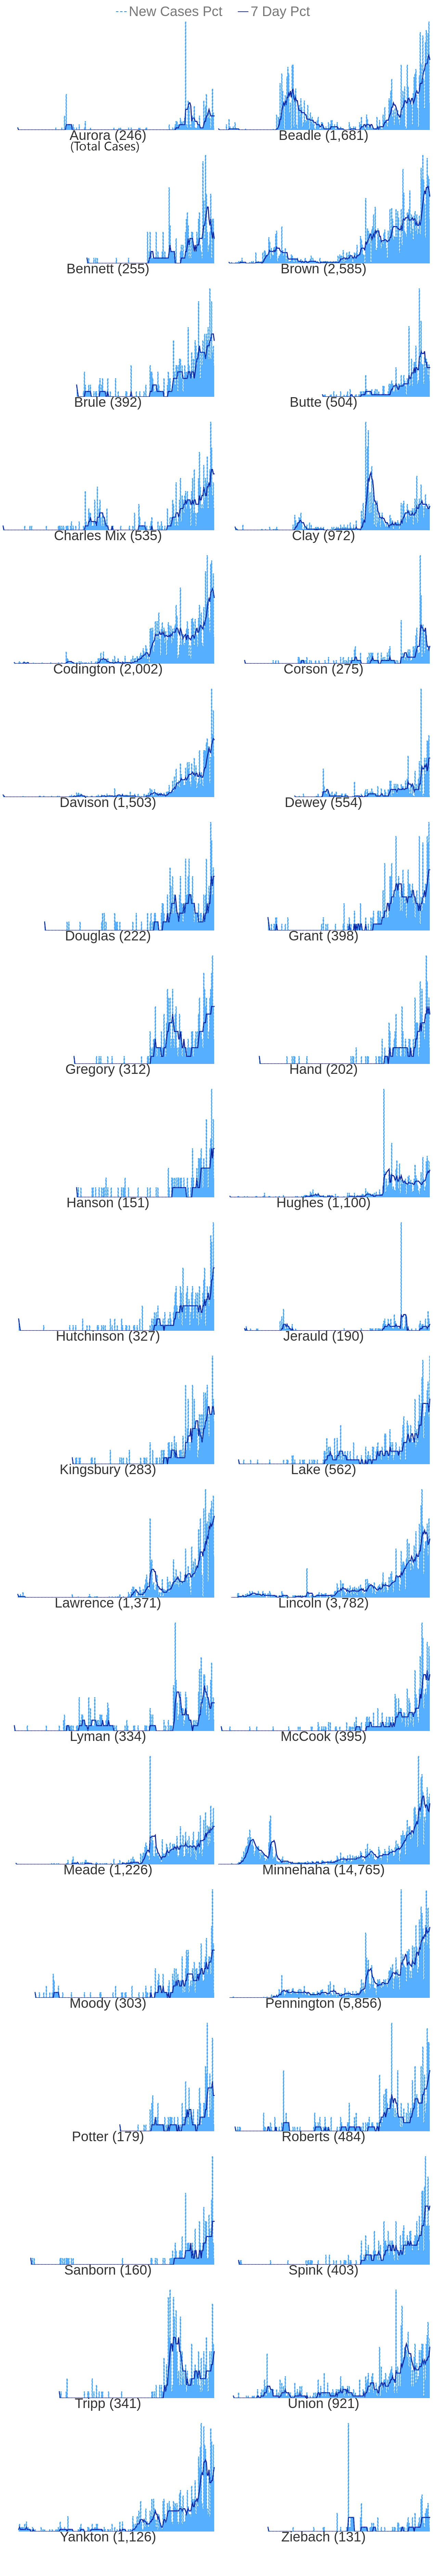 New Cases Pct 7 Day Pct
Aurora (246) Beadle (1,681)
(Total Cases)
Bennett (255) Brown (2,585)
Brule (392) Butte (504)
Charles Mix (535) Clay (972)
Codington (2,002) Corson (275)
Davison (1,503) Dewey (554)
Douglas (222) Grant (398)
Gregory (312) Hand (202)
Hanson (151) Hughes (1,100)
Hutchinson (327) Jerauld (190)
Kingsbury (283) Lake (562)
Lawrence (1,371) Lincoln (3,782)
Lyman (334) McCook (395)
Meade (1,226) Minnehaha (14,765)
Moody (303) Pennington (5,856)
Potter (179) Roberts (484)
Sanborn (160) Spink (403)
Tripp (341) Union (921)
Yankton (1,126) Ziebach (131)